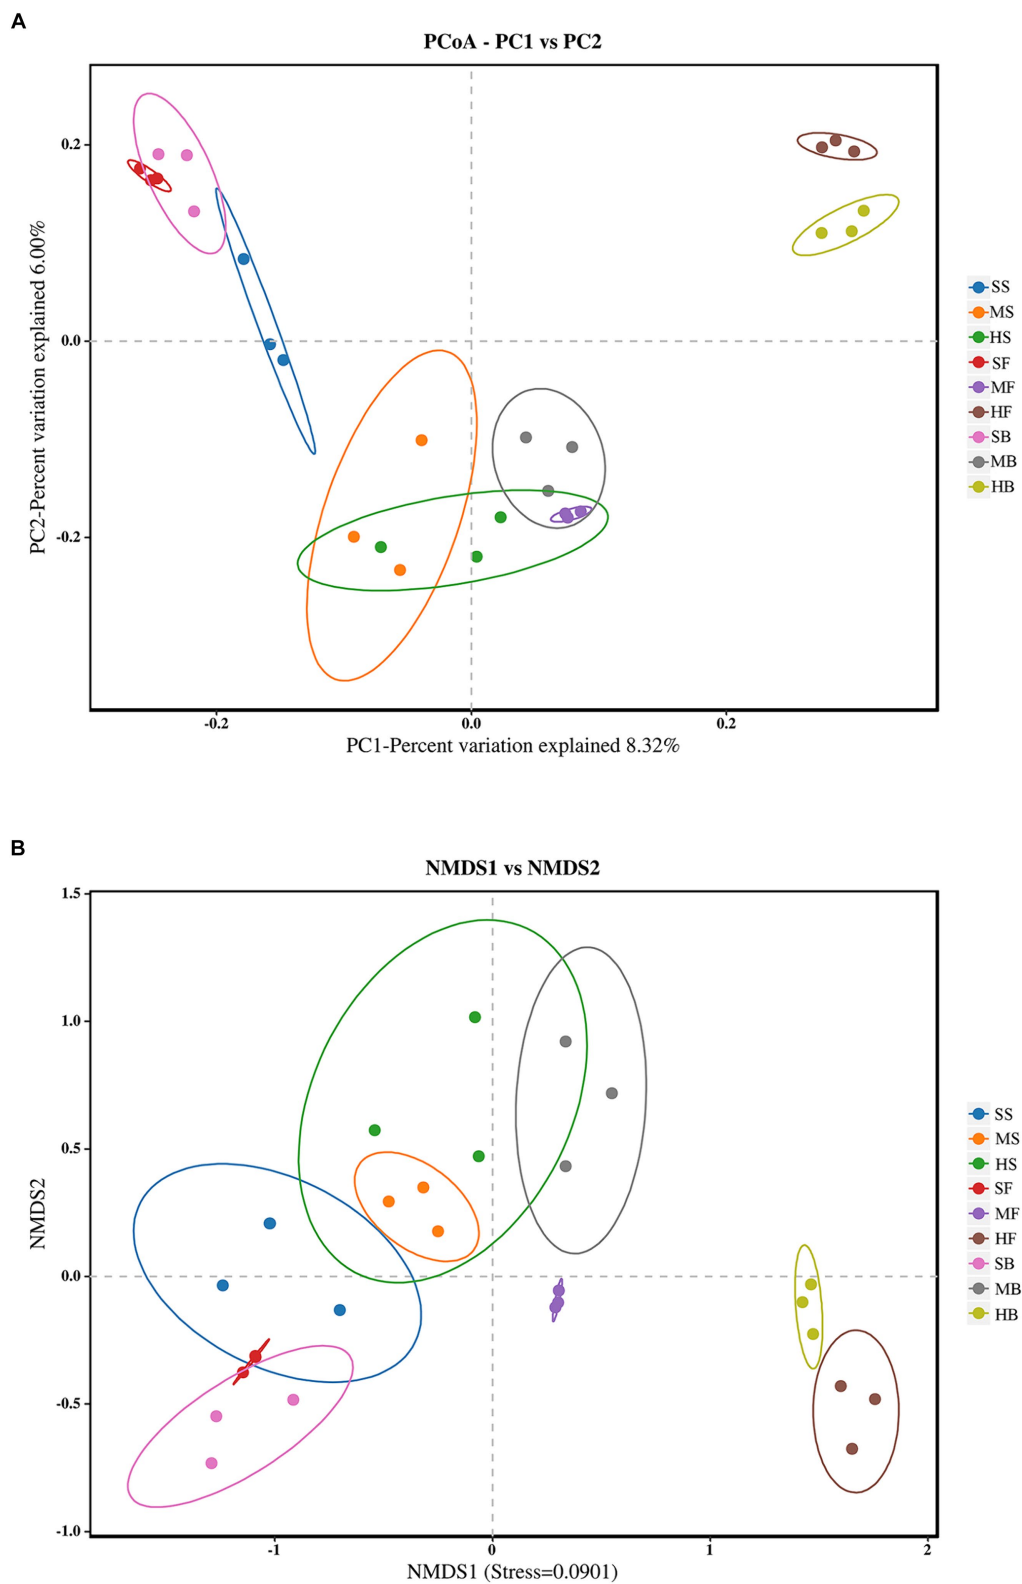 A
PCoA - PC1 vs PC2
0.2
0.0
-0.2
PC2-Percent variation explained 6.00%
-0.2
0.0
0.2
PC1-Percent variation explained 8.32%
SS
MS
HS
SF
MF
HF
SB
MB
HB
B
NMDS1 vs NMDS2
1.5
1.0
0.5
0.0
-0.5
-1.0
NMDS2
-1
0
1
2
NMDS1 (Stress=0.0901)
SS
MS
HS
SF
MF
HF
SB
MB
HB